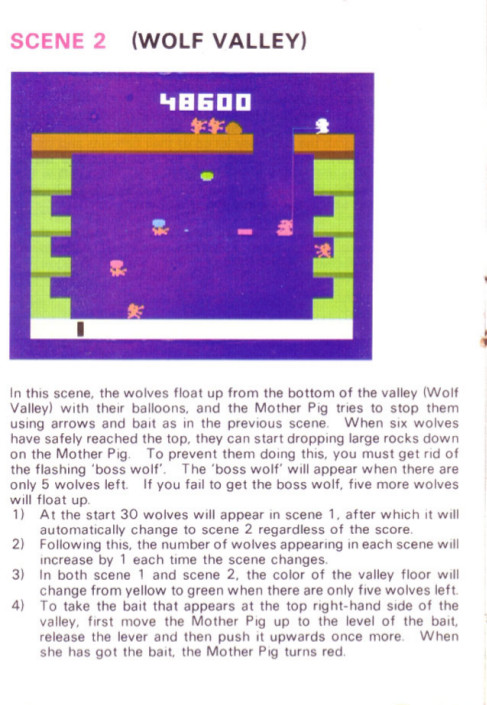 SCENE 2 (WOLF VALLEY)
48600
In this scene, the wolves float up from the bottom of the valley (Wolf
Valley) with their balloons, and the Mother Pig tries to stop them
using arrows and bait as in the previous scene. When six wolves
have safely reached the top, they can start dropping large rocks down
on the Mother Pig. To prevent them doing this, you must get rid of
the flashing 'boss wolf'. The 'boss wolf' will appear when there are
only 5 wolves left. If you fail to get the boss wolf, five more wolves
will float up.
1) At the start 30 wolves will appear in scene 1, after which it will
automatically change to scene 2 regardless of the score.
2) Following this, the number of wolves appearing in each scene will
increase by 1 each time the scene changes.
3) In both scene 1 and scene 2, the color of the valley floor will
change from yellow to green when there are only five wolves left.
4) To take the bait that appears at the top right-hand side of the
valley, first move the Mother Pig up to the level of the bait,
release the lever and then push it upwards once more. When
she has got the bait, the Mother Pig turns red.